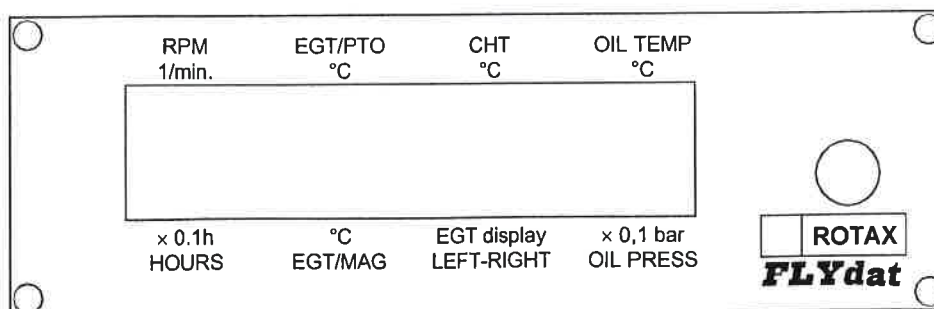 RPM EGT/PTO CHT OIL TEMP
1/min. °C °C °C
× 0.1h °C EGT display × 0,1 bar
HOURS EGT/MAG LEFT-RIGHT OIL PRESS
ROTAX
FLYdat